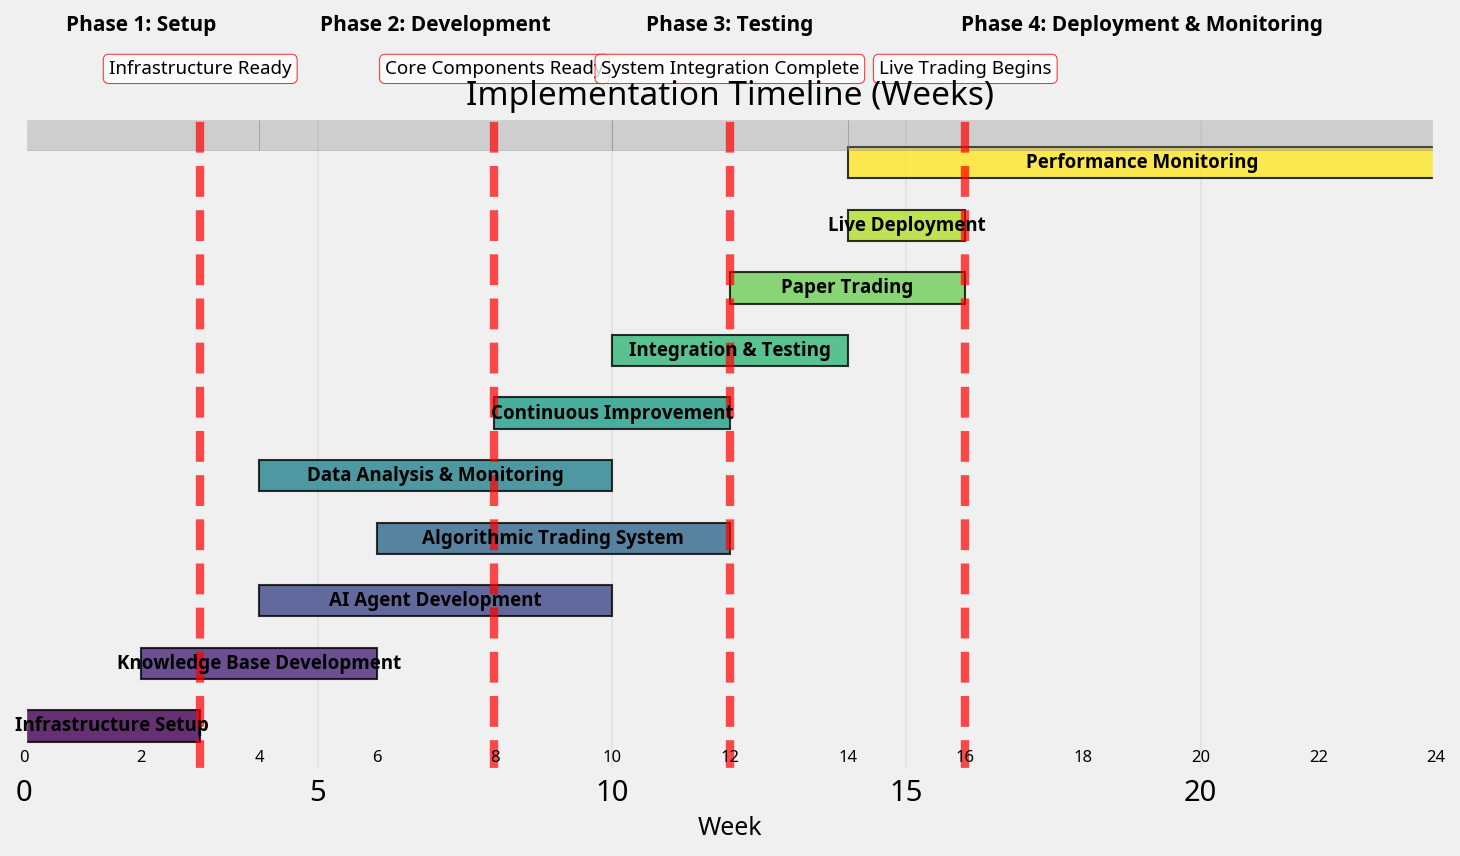 Phase 1: Setup
Phase 2: Development
Phase 3: Testing
Phase 4: Deployment & Monitoring
Infrastructure Ready
Core Components Ready
System Integration Complete
Live Trading Begins
Implementation Timeline (Weeks)
Performance Monitoring
Live Deployment
Paper Trading
Integration & Testing
Continuous Improvement
Data Analysis & Monitoring
Algorithmic Trading System
AI Agent Development
Knowledge Base Development
Infrastructure Setup
0 2 4 6 8 10 12 14 16 18 20 22 24
0 5 10 15 20
Week